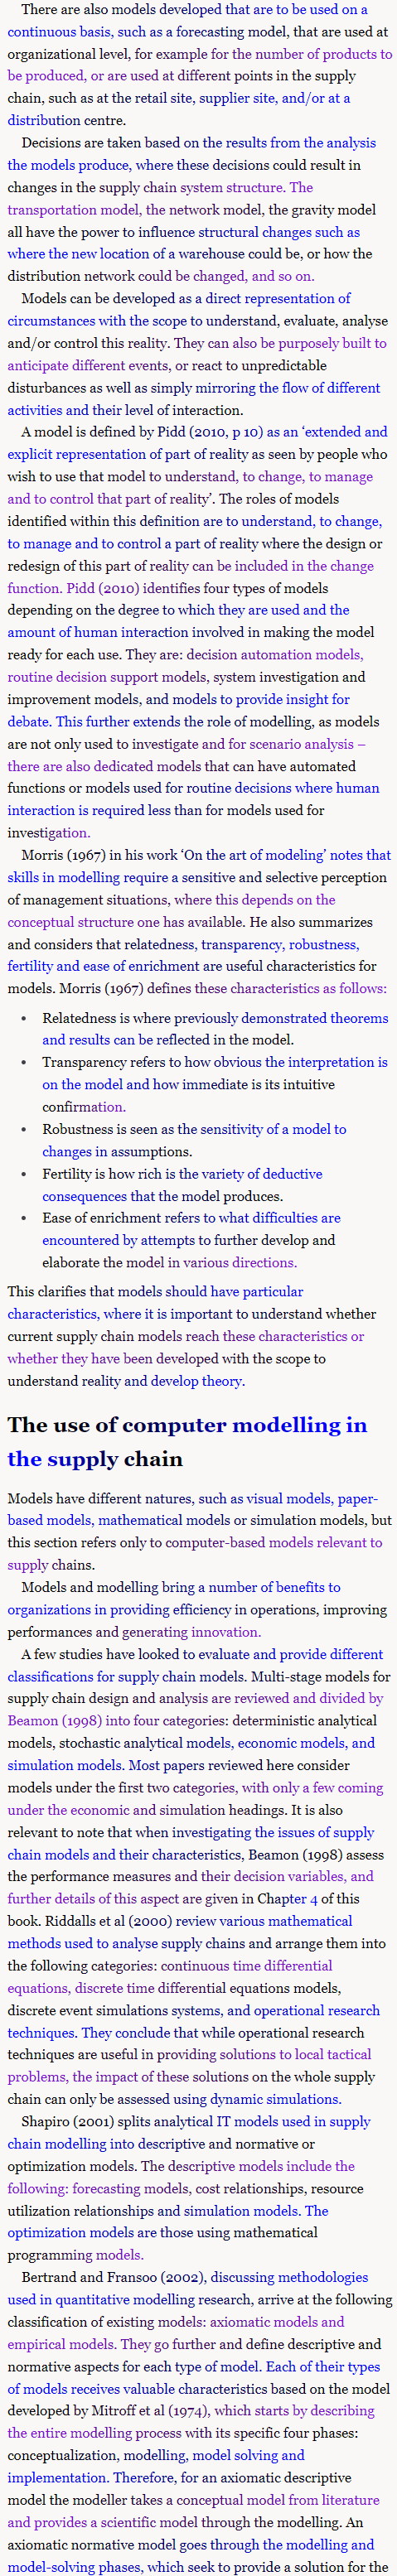 There are also models developed that are to be used on a
continuous basis, such as a forecasting model, that are used at
organizational level, for example for the number of products to
be produced, or are used at different points in the supply
chain, such as at the retail site, supplier site, and/or at a
distribution centre.
Decisions are taken based on the results from the analysis
the models produce, where these decisions could result in
changes in the supply chain system structure. The
transportation model, the network model, the gravity model
all have the power to influence structural changes such as
where the new location of a warehouse could be, or how the
distribution network could be changed, and so on.
Models can be developed as a direct representation of
circumstances with the scope to understand, evaluate, analyse
and/or control this reality. They can also be purposely built to
anticipate different events, or react to unpredictable
disturbances as well as simply mirroring the flow of different
activities and their level of interaction.
A model is defined by Pidd (2010, p 10) as an ‘extended and
explicit representation of part of reality as seen by people who
wish to use that model to understand, to change, to manage
and to control that part of reality’. The roles of models
identified within this definition are to understand, to change,
to manage and to control a part of reality where the design or
redesign of this part of reality can be included in the change
function. Pidd (2010) identifies four types of models
depending on the degree to which they are used and the
amount of human interaction involved in making the model
ready for each use. They are: decision automation models,
routine decision support models, system investigation and
improvement models, and models to provide insight for
debate. This further extends the role of modelling, as models
are not only used to investigate and for scenario analysis –
there are also dedicated models that can have automated
functions or models used for routine decisions where human
interaction is required less than for models used for
investigation.
Morris (1967) in his work ‘On the art of modeling’ notes that
skills in modelling require a sensitive and selective perception
of management situations, where this depends on the
conceptual structure one has available. He also summarizes
and considers that relatedness, transparency, robustness,
fertility and ease of enrichment are useful characteristics for
models. Morris (1967) defines these characteristics as follows:
• Relatedness is where previously demonstrated theorems
and results can be reflected in the model.
• Transparency refers to how obvious the interpretation is
on the model and how immediate is its intuitive
confirmation.
• Robustness is seen as the sensitivity of a model to
changes in assumptions.
• Fertility is how rich is the variety of deductive
consequences that the model produces.
• Ease of enrichment refers to what difficulties are
encountered by attempts to further develop and
elaborate the model in various directions.
This clarifies that models should have particular
characteristics, where it is important to understand whether
current supply chain models reach these characteristics or
whether they have been developed with the scope to
understand reality and develop theory.
The use of computer modelling in
the supply chain
Models have different natures, such as visual models, paper-
based models, mathematical models or simulation models, but
this section refers only to computer-based models relevant to
supply chains.
Models and modelling bring a number of benefits to
organizations in providing efficiency in operations, improving
performances and generating innovation.
A few studies have looked to evaluate and provide different
classifications for supply chain models. Multi-stage models for
supply chain design and analysis are reviewed and divided by
Beamon (1998) into four categories: deterministic analytical
models, stochastic analytical models, economic models, and
simulation models. Most papers reviewed here consider
models under the first two categories, with only a few coming
under the economic and simulation headings. It is also
relevant to note that when investigating the issues of supply
chain models and their characteristics, Beamon (1998) assess
the performance measures and their decision variables, and
further details of this aspect are given in Chapter 4 of this
book. Riddalls et al (2000) review various mathematical
methods used to analyse supply chains and arrange them into
the following categories: continuous time differential
equations, discrete time differential equations models,
discrete event simulations systems, and operational research
techniques. They conclude that while operational research
techniques are useful in providing solutions to local tactical
problems, the impact of these solutions on the whole supply
chain can only be assessed using dynamic simulations.
Shapiro (2001) splits analytical IT models used in supply
chain modelling into descriptive and normative or
optimization models. The descriptive models include the
following: forecasting models, cost relationships, resource
utilization relationships and simulation models. The
optimization models are those using mathematical
programming models.
Bertrand and Fransoo (2002), discussing methodologies
used in quantitative modelling research, arrive at the following
classification of existing models: axiomatic models and
empirical models. They go further and define descriptive and
normative aspects for each type of model. Each of their types
of models receives valuable characteristics based on the model
developed by Mitroff et al (1974), which starts by describing
the entire modelling process with its specific four phases:
conceptualization, modelling, model solving and
implementation. Therefore, for an axiomatic descriptive
model the modeller takes a conceptual model from literature
and provides a scientific model through the modelling. An
axiomatic normative model goes through the modelling and
model-solving phases, which seek to provide a solution for the